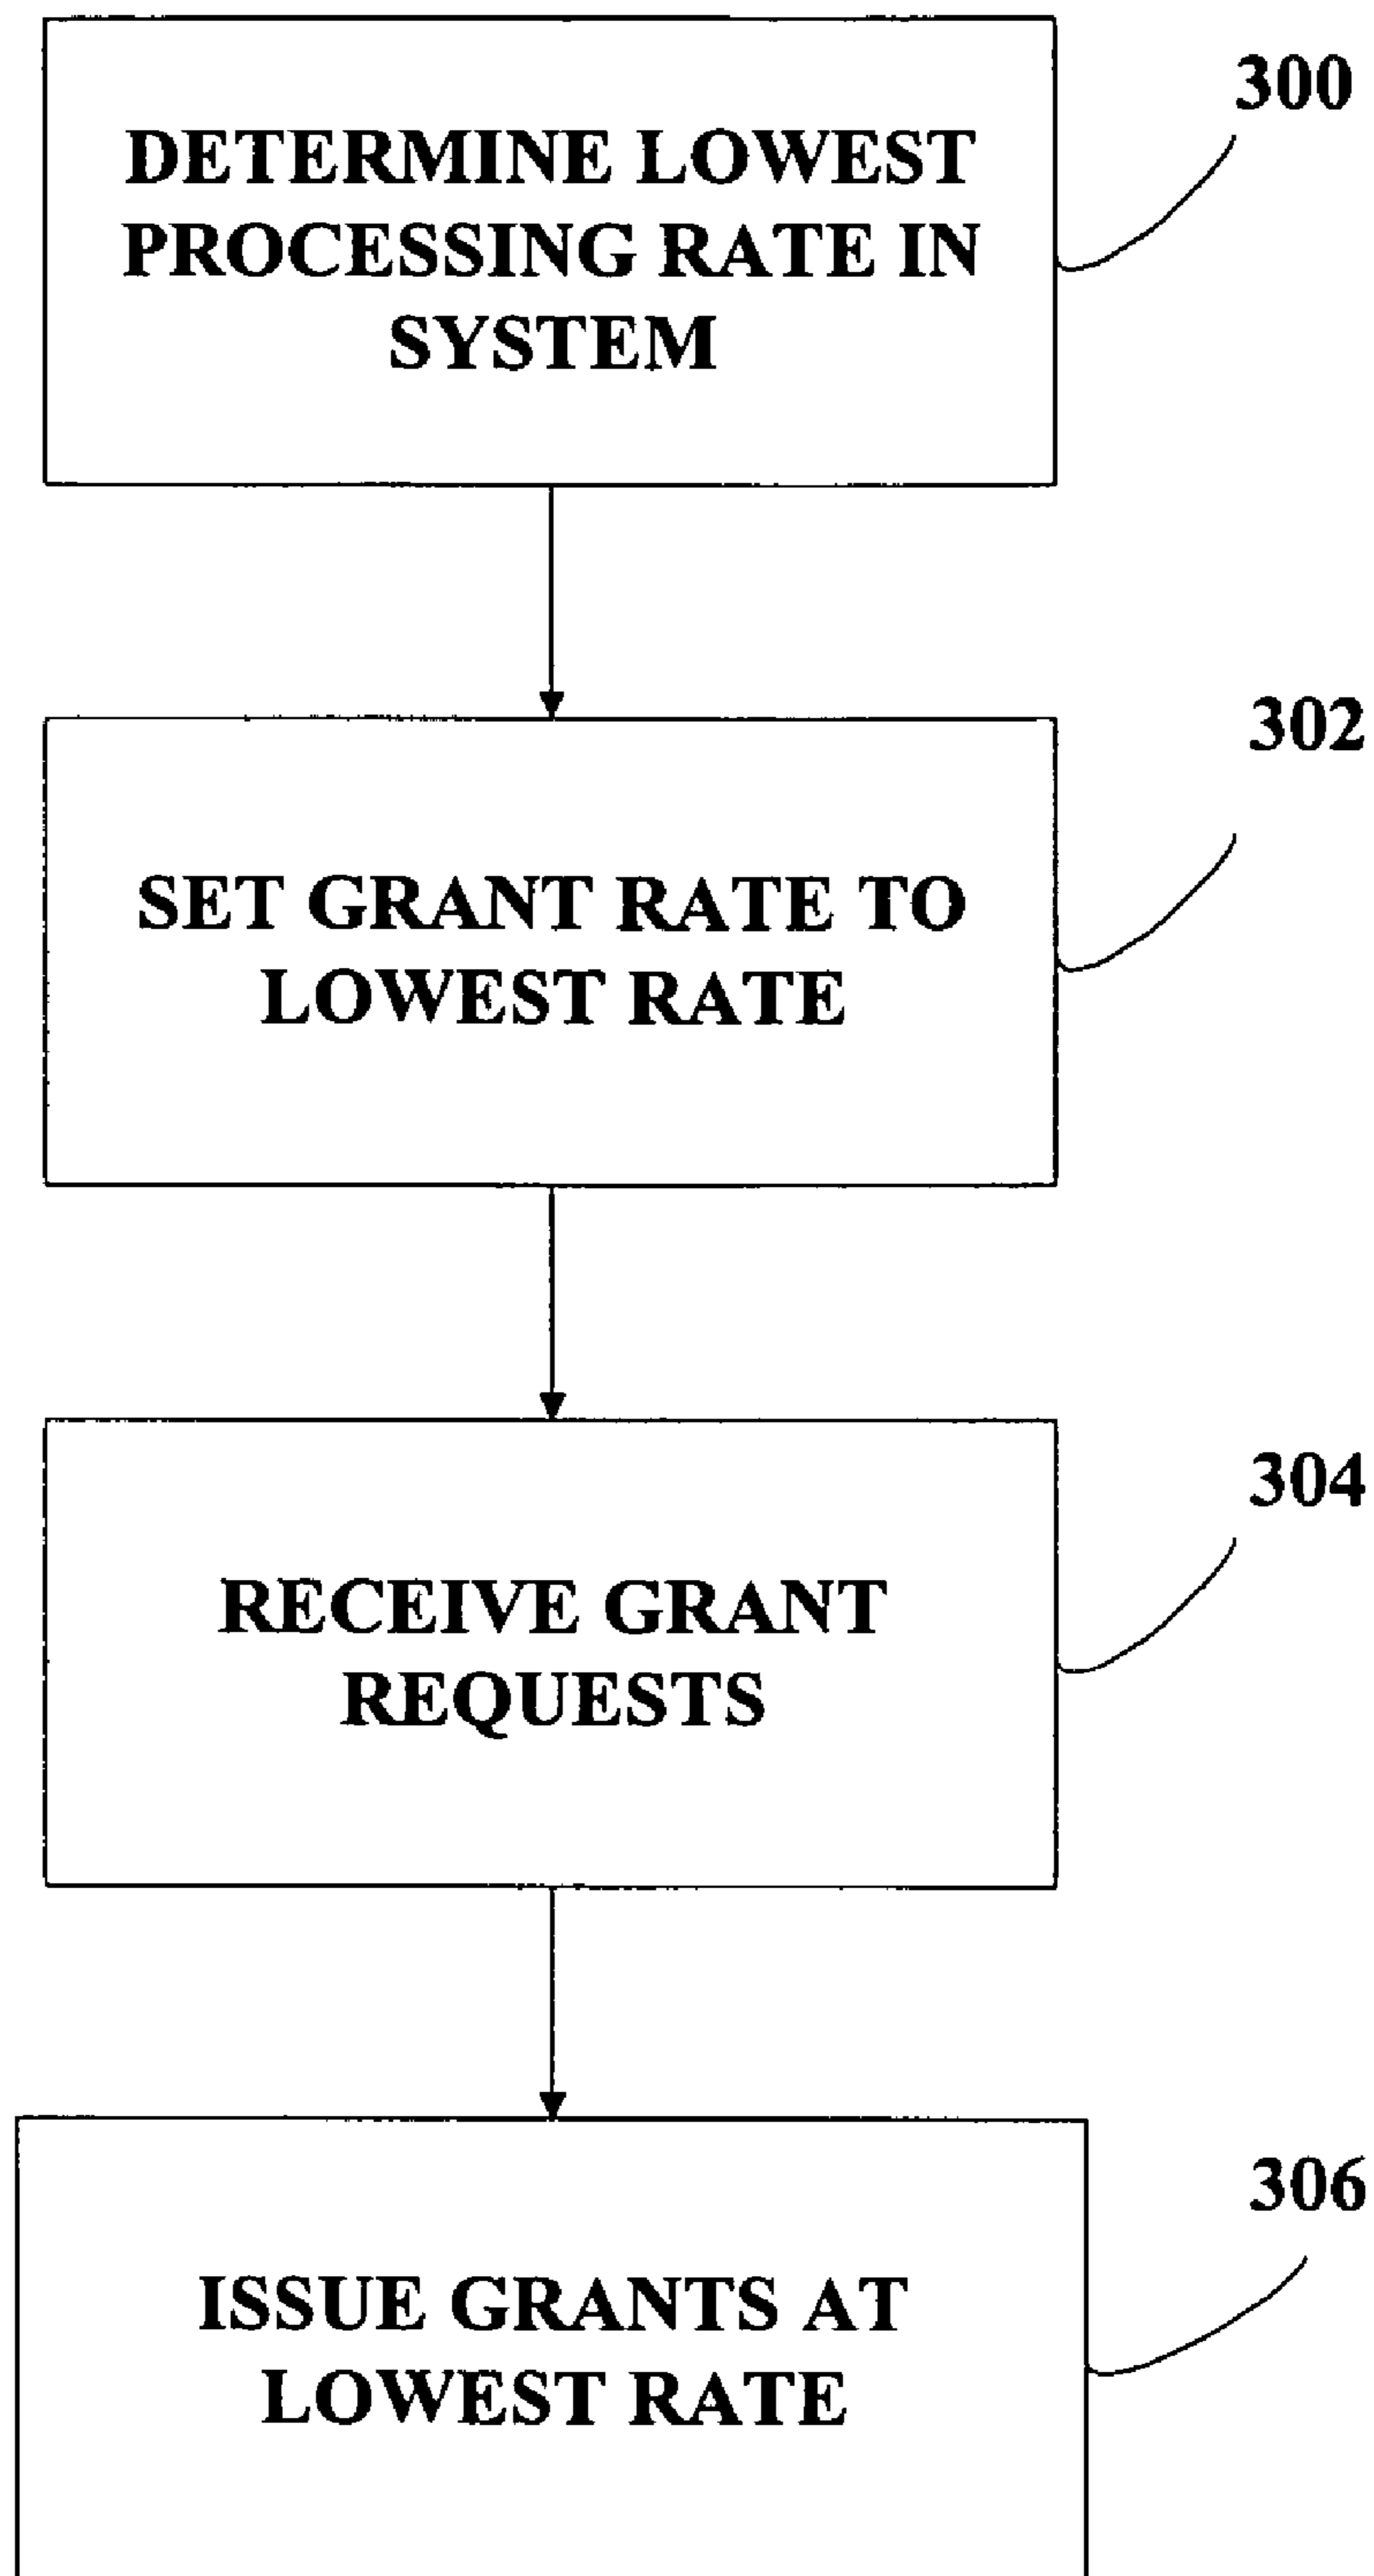 300
DETERMINE LOWEST
PROCESSING RATE IN
SYSTEM
302
SET GRANT RATE TO
LOWEST RATE
304
RECEIVE GRANT
REQUESTS
306
ISSUE GRANTS AT
LOWEST RATE